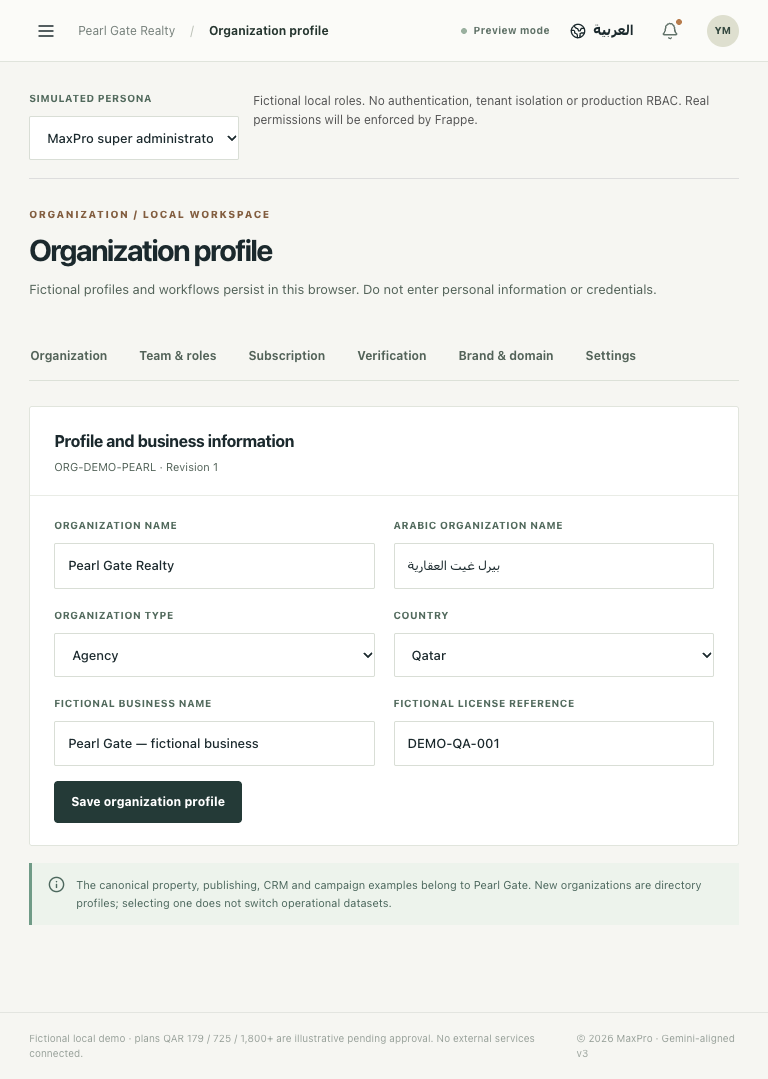 Pearl Gate Realty / Organization profile
Preview mode
العربية
YM
SIMULATED PERSONA
MaxPro super administrato
Fictional local roles. No authentication, tenant isolation or production RBAC. Real
permissions will be enforced by Frappe.
ORGANIZATION / LOCAL WORKSPACE
Organization profile
Fictional profiles and workflows persist in this browser. Do not enter personal information or credentials.
Organization
Team & roles
Subscription
Verification
Brand & domain
Settings
Profile and business information
ORG-DEMO-PEARL · Revision 1
ORGANIZATION NAME
Pearl Gate Realty
ARABIC ORGANIZATION NAME
بيرل غيت العقارية
ORGANIZATION TYPE
Agency
COUNTRY
Qatar
FICTIONAL BUSINESS NAME
Pearl Gate — fictional business
FICTIONAL LICENSE REFERENCE
DEMO-QA-001
Save organization profile
The canonical property, publishing, CRM and campaign examples belong to Pearl Gate. New organizations are directory
profiles; selecting one does not switch operational datasets.
Fictional local demo · plans QAR 179 / 725 / 1,800+ are illustrative pending approval. No external services
connected.
© 2026 MaxPro · Gemini-aligned
v3